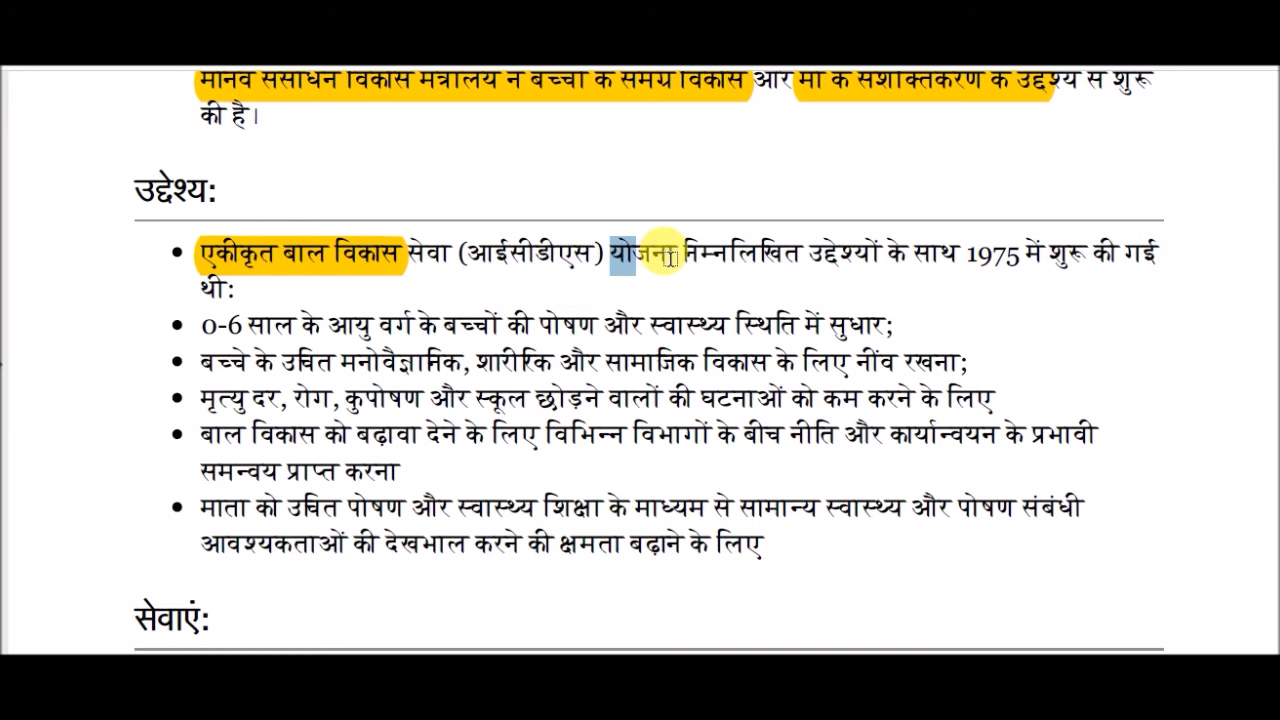 मानव संसाधन विकास मंत्रालय ने बच्चों के समग्र विकास और माँ के सशक्तिकरण के उद्देश्य से शुरू
की है।
उद्देश्य:
एकीकृत बाल विकास सेवा (आईसीडीएस) योजना निम्नलिखित उद्देश्यों के साथ 1975 में शुरू की गई
थी:
0-6 साल के आयु वर्ग के बच्चों की पोषण और स्वास्थ्य स्थिति में सुधार;
बच्चे के उचित मनोवैज्ञानिक, शारीरिक और सामाजिक विकास के लिए नींव रखना;
मृत्यु दर, रोग, कुपोषण और स्कूल छोड़ने वालों की घटनाओं को कम करने के लिए
बाल विकास को बढ़ावा देने के लिए विभिन्न विभागों के बीच नीति और कार्यान्वयन के प्रभावी
समन्वय प्राप्त करना
माता को उचित पोषण और स्वास्थ्य शिक्षा के माध्यम से सामान्य स्वास्थ्य और पोषण संबंधी
आवश्यकताओं की देखभाल करने की क्षमता बढ़ाने के लिए
सेवाएं: